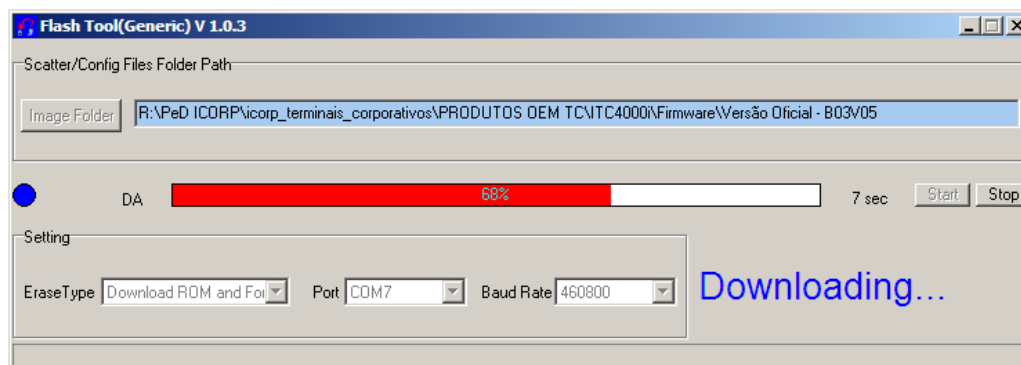 Flash Tool(Generic) V 1.0.3
Scatter/Config Files Folder Path
Image Folder R:\PeD ICORP\icorp_terminais_corporativos\PRODUTOS OEM TC\ITC4000i\Firmware\Versão Oficial - B03V05
DA 68% 7 sec Start Stop
Setting
EraseType Download ROM and For Port COM7 Baud Rate 460800
Downloading...